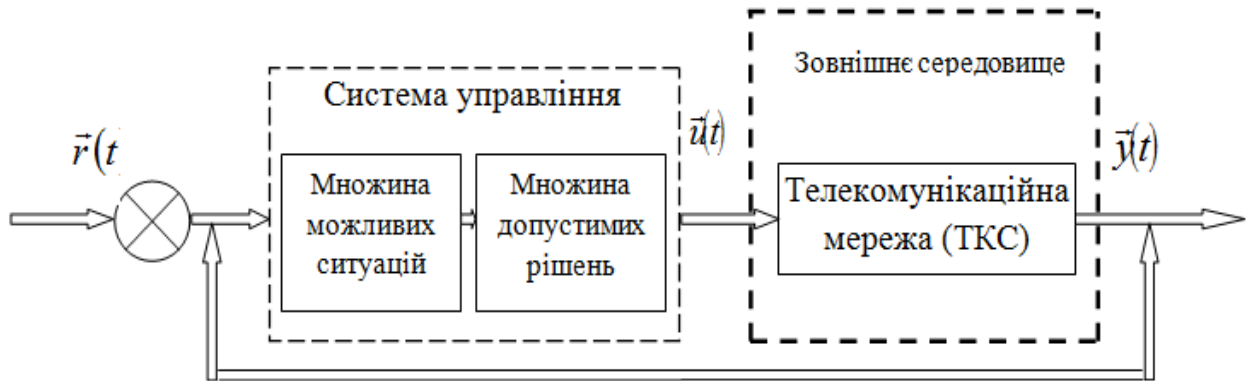 Зовнішнє середовище
Система управління
r⃗(t
u⃗(t)
y⃗(t)
Множина
можливих
ситуацій
Множина
допустимих
рішень
Телекомунікаційна
мережа (ТКС)